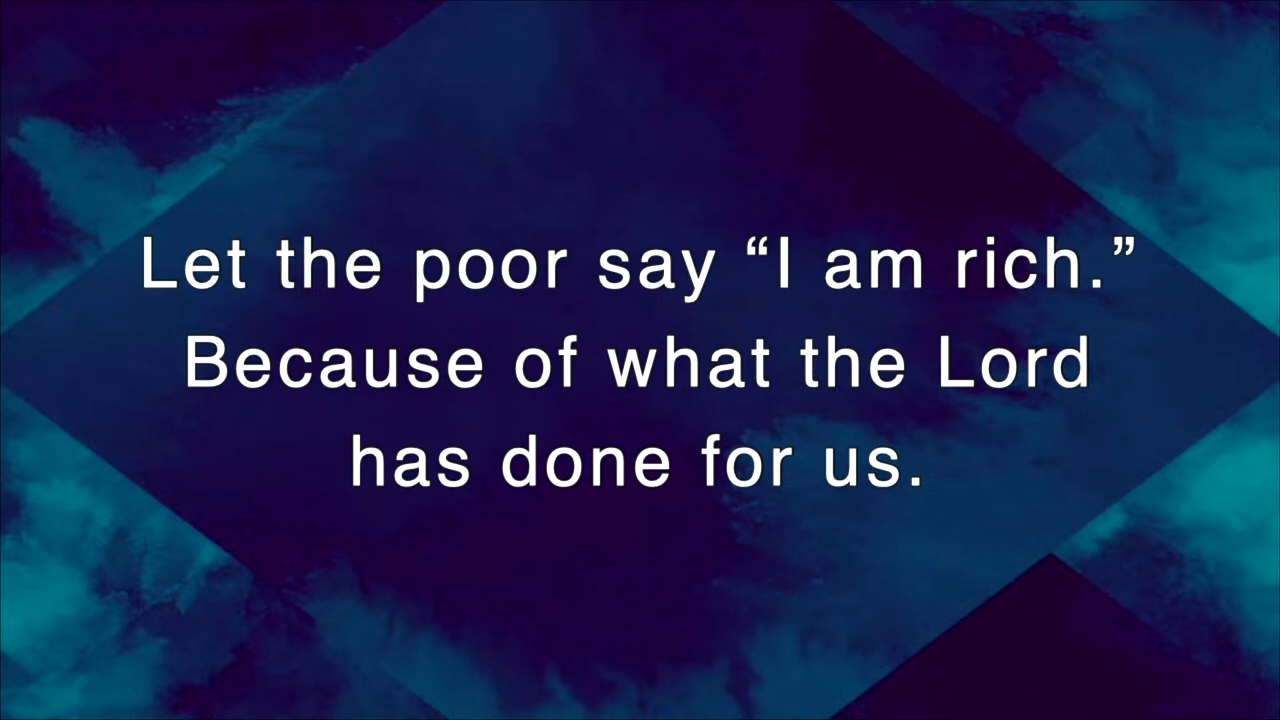 Let the poor say “I am rich.”
Because of what the Lord
has done for us.